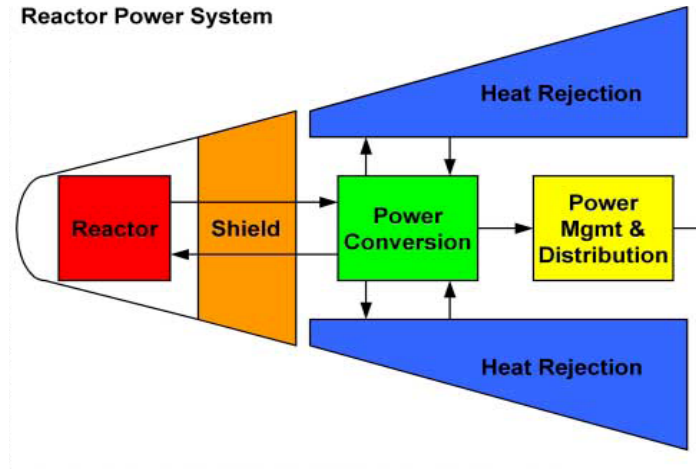 Reactor Power System
Heat Rejection
Reactor
Shield
Power
Conversion
Power
Mgmt &
Distribution
Heat Rejection